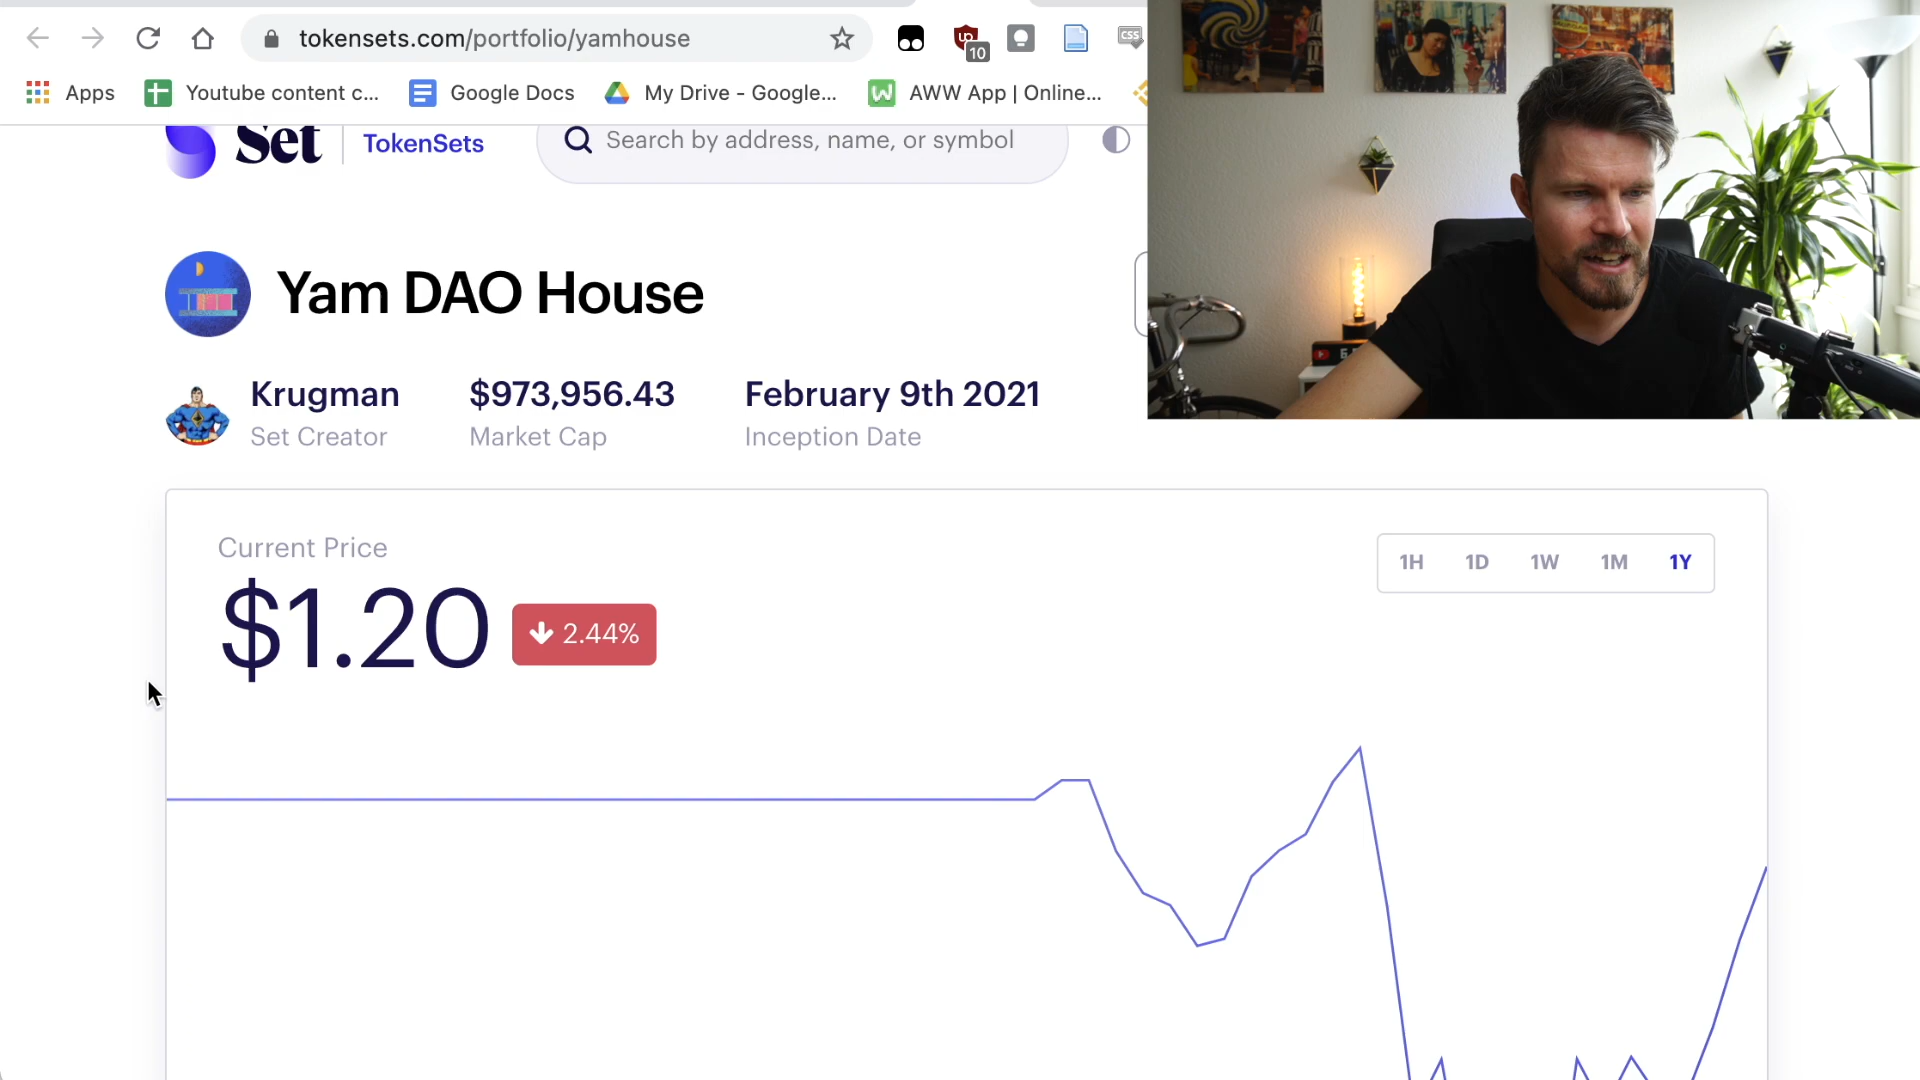 tokensets.com/portfolio/yamhouse
10
CSS
Apps
Youtube content c...
Google Docs
My Drive - Google...
AWW App | Online...
Set
TokenSets
Search by address, name, or symbol
Yam DAO House
Krugman
$973,956.43
February 9th 2021
Set Creator
Market Cap
Inception Date
Current Price
1H
1D
1W
1M
1Y
$1.20
2.44%